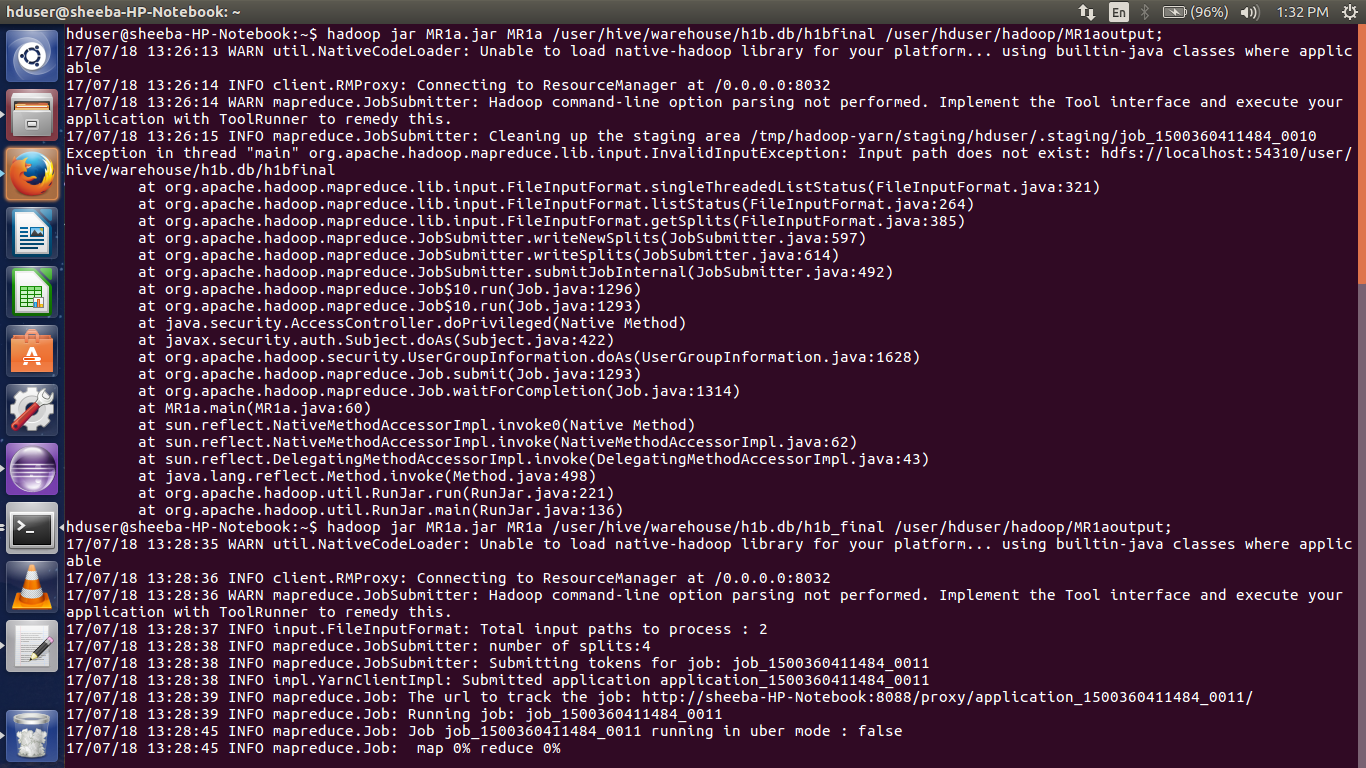 hduser@sheeba-HP-Notebook: ~
En
(96%)
1:32 PM
hduser@sheeba-HP-Notebook:~$ hadoop jar MR1a.jar MR1a /user/hive/warehouse/h1b.db/h1bfinal /user/hduser/hadoop/MR1aoutput;
17/07/18 13:26:13 WARN util.NativeCodeLoader: Unable to load native-hadoop library for your platform... using builtin-java classes where applic
able
17/07/18 13:26:14 INFO client.RMProxy: Connecting to ResourceManager at /0.0.0.0:8032
17/07/18 13:26:14 WARN mapreduce.JobSubmitter: Hadoop command-line option parsing not performed. Implement the Tool interface and execute your
application with ToolRunner to remedy this.
17/07/18 13:26:15 INFO mapreduce.JobSubmitter: Cleaning up the staging area /tmp/hadoop-yarn/staging/hduser/.staging/job_1500360411484_0010
Exception in thread "main" org.apache.hadoop.mapreduce.lib.input.InvalidInputException: Input path does not exist: hdfs://localhost:54310/user/
hive/warehouse/h1b.db/h1bfinal
at org.apache.hadoop.mapreduce.lib.input.FileInputFormat.singleThreadedListStatus(FileInputFormat.java:321)
at org.apache.hadoop.mapreduce.lib.input.FileInputFormat.listStatus(FileInputFormat.java:264)
at org.apache.hadoop.mapreduce.lib.input.FileInputFormat.getSplits(FileInputFormat.java:385)
at org.apache.hadoop.mapreduce.JobSubmitter.writeNewSplits(JobSubmitter.java:597)
at org.apache.hadoop.mapreduce.JobSubmitter.writeSplits(JobSubmitter.java:614)
at org.apache.hadoop.mapreduce.JobSubmitter.submitJobInternal(JobSubmitter.java:492)
at org.apache.hadoop.mapreduce.Job$10.run(Job.java:1296)
at org.apache.hadoop.mapreduce.Job$10.run(Job.java:1293)
at java.security.AccessController.doPrivileged(Native Method)
at javax.security.auth.Subject.doAs(Subject.java:422)
at org.apache.hadoop.security.UserGroupInformation.doAs(UserGroupInformation.java:1628)
at org.apache.hadoop.mapreduce.Job.submit(Job.java:1293)
at org.apache.hadoop.mapreduce.Job.waitForCompletion(Job.java:1314)
at MR1a.main(MR1a.java:60)
at sun.reflect.NativeMethodAccessorImpl.invoke0(Native Method)
at sun.reflect.NativeMethodAccessorImpl.invoke(NativeMethodAccessorImpl.java:62)
at sun.reflect.DelegatingMethodAccessorImpl.invoke(DelegatingMethodAccessorImpl.java:43)
at java.lang.reflect.Method.invoke(Method.java:498)
at org.apache.hadoop.util.RunJar.run(RunJar.java:221)
at org.apache.hadoop.util.RunJar.main(RunJar.java:136)
hduser@sheeba-HP-Notebook:~$ hadoop jar MR1a.jar MR1a /user/hive/warehouse/h1b.db/h1b_final /user/hduser/hadoop/MR1aoutput;
17/07/18 13:28:35 WARN util.NativeCodeLoader: Unable to load native-hadoop library for your platform... using builtin-java classes where applic
able
17/07/18 13:28:36 INFO client.RMProxy: Connecting to ResourceManager at /0.0.0.0:8032
17/07/18 13:28:36 WARN mapreduce.JobSubmitter: Hadoop command-line option parsing not performed. Implement the Tool interface and execute your
application with ToolRunner to remedy this.
17/07/18 13:28:37 INFO input.FileInputFormat: Total input paths to process : 2
17/07/18 13:28:38 INFO mapreduce.JobSubmitter: number of splits:4
17/07/18 13:28:38 INFO mapreduce.JobSubmitter: Submitting tokens for job: job_1500360411484_0011
17/07/18 13:28:38 INFO impl.YarnClientImpl: Submitted application application_1500360411484_0011
17/07/18 13:28:39 INFO mapreduce.Job: The url to track the job: http://sheeba-HP-Notebook:8088/proxy/application_1500360411484_0011/
17/07/18 13:28:39 INFO mapreduce.Job: Running job: job_1500360411484_0011
17/07/18 13:28:45 INFO mapreduce.Job: Job job_1500360411484_0011 running in uber mode : false
17/07/18 13:28:45 INFO mapreduce.Job:  map 0% reduce 0%